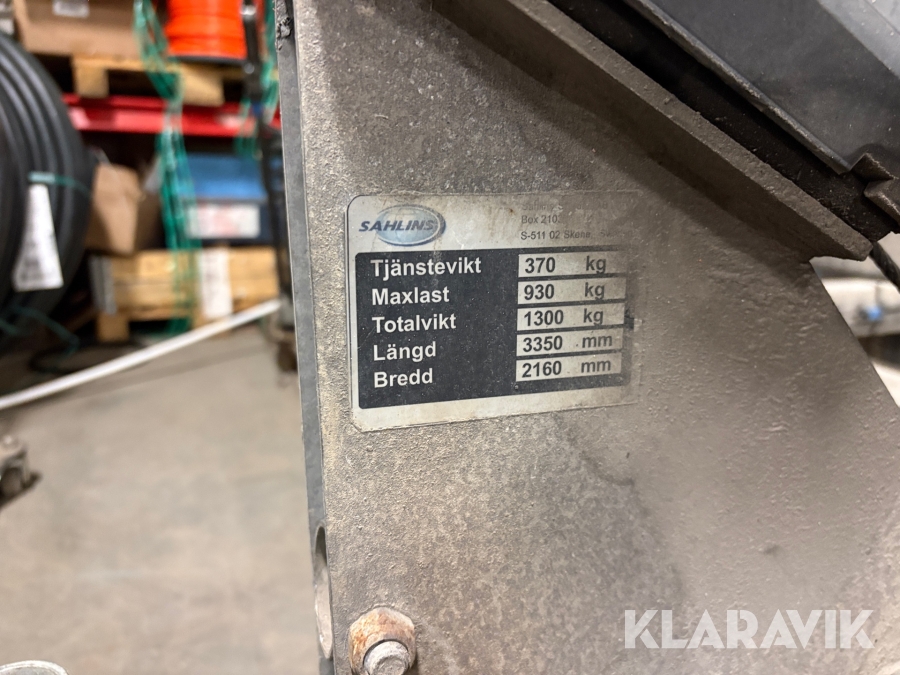 SAHLINS
Box 210
S-511 02 Skene
Tjänstevikt 370 kg
Maxlast 930 kg
Totalvikt 1300 kg
Längd 3350 mm
Bredd 2160 mm
KLARAVIK